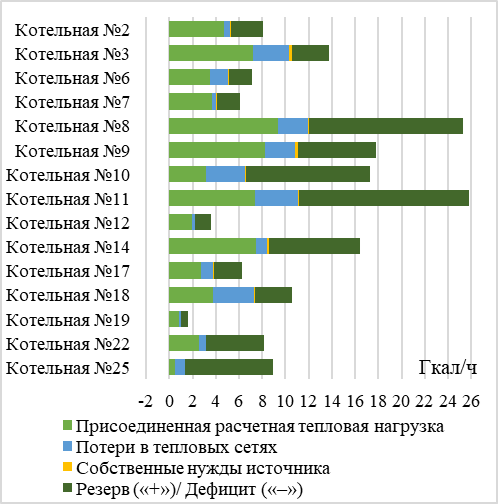 Котельная №2
Котельная №3
Котельная №6
Котельная №7
Котельная №8
Котельная №9
Котельная №10
Котельная №11
Котельная №12
Котельная №14
Котельная №17
Котельная №18
Котельная №19
Котельная №22
Котельная №25
Гкал/ч
-2 0 2 4 6 8 10 12 14 16 18 20 22 24 26
Присоединенная расчетная тепловая нагрузка
Потери в тепловых сетях
Собственные нужды источника
Резерв («+»)/ Дефицит («–»)